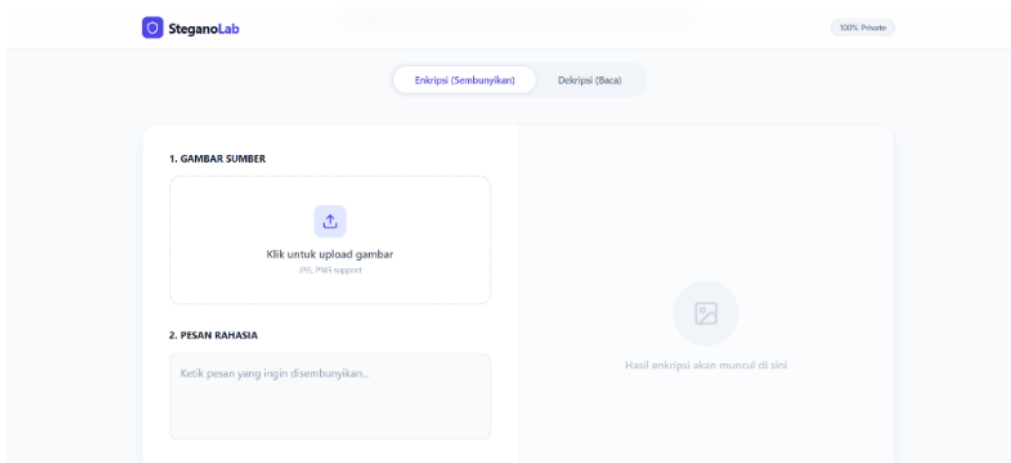 SteganoLab
100% Private
Enkripsi (Sembunyikan)
Dekripsi (Baca)
1. GAMBAR SUMBER
Klik untuk upload gambar
JPG, PNG support
2. PESAN RAHASIA
Ketik pesan yang ingin disembunyikan...
Hasil enkripsi akan muncul di sini